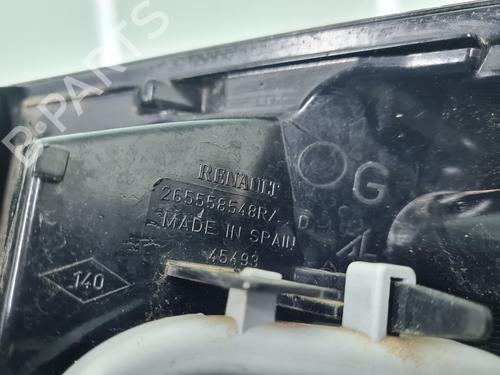 B-PARTS
RENAULT
265558548R/--D
MADE IN SPAIN
45493
140
G